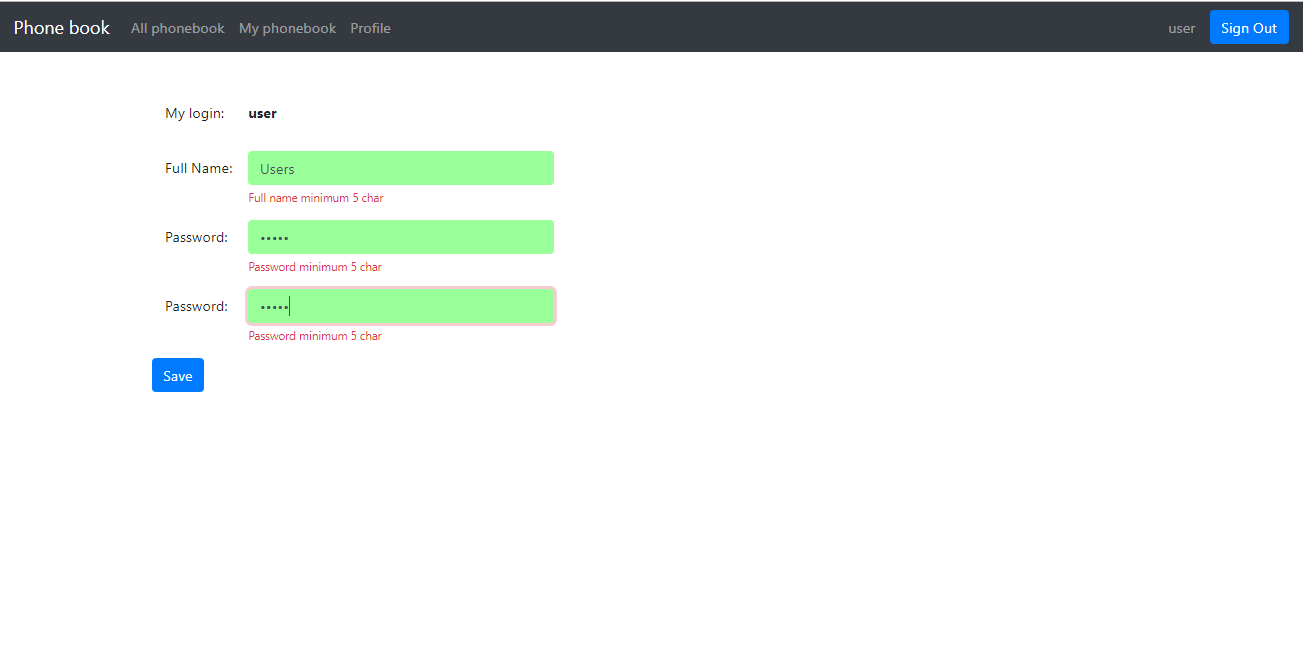 Phone book All phonebook My phonebook Profile user Sign Out
My login: user
Full Name: Users
Full name minimum 5 char
Password: •••••
Password minimum 5 char
Password: •••••
Password minimum 5 char
Save